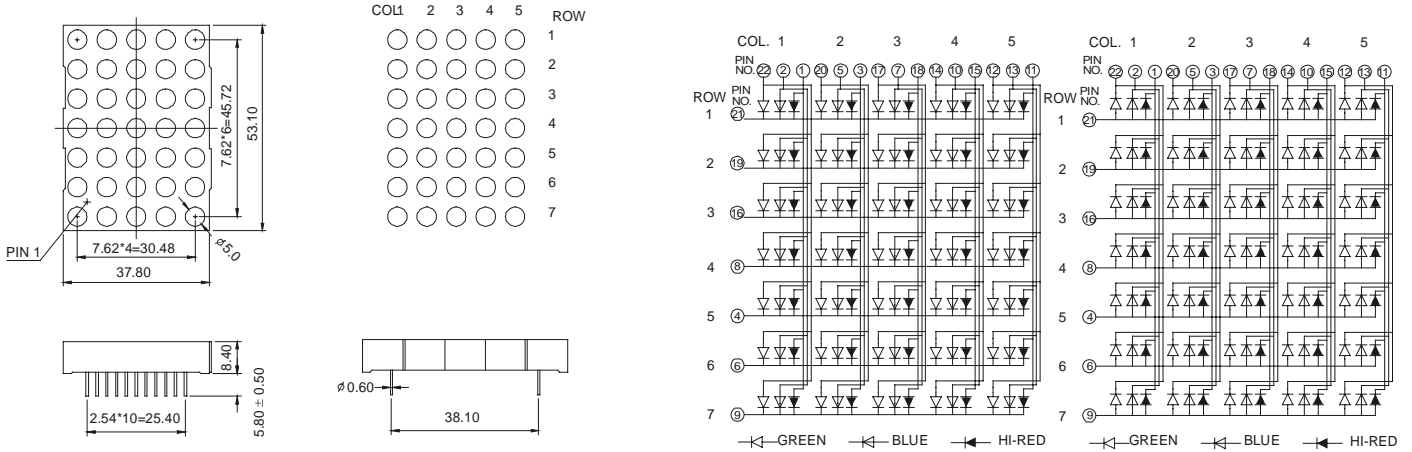 7.62*6=45.72
53.10
PIN 1
7.62*4=30.48
37.80
ø5.0
8.40
5.80 ± 0.50
2.54*10=25.40
COL1 2 3 4 5
ROW
1
2
3
4
5
6
7
ø0.60
38.10
COL. 1 2 3 4 5
PIN
NO. 22 2 1 20 5 3 17 7 18 14 10 15 12 13 11
ROW PIN
NO.
1 21
2 19
3 16
4 8
5 4
6 6
7 9
GREEN BLUE HI-RED
COL. 1 2 3 4 5
PIN
NO. 22 2 1 20 5 3 17 7 18 14 10 15 12 13 11
ROW PIN
NO.
1 21
2 19
3 16
4 8
5 4
6 6
7 9
GREEN BLUE HI-RED